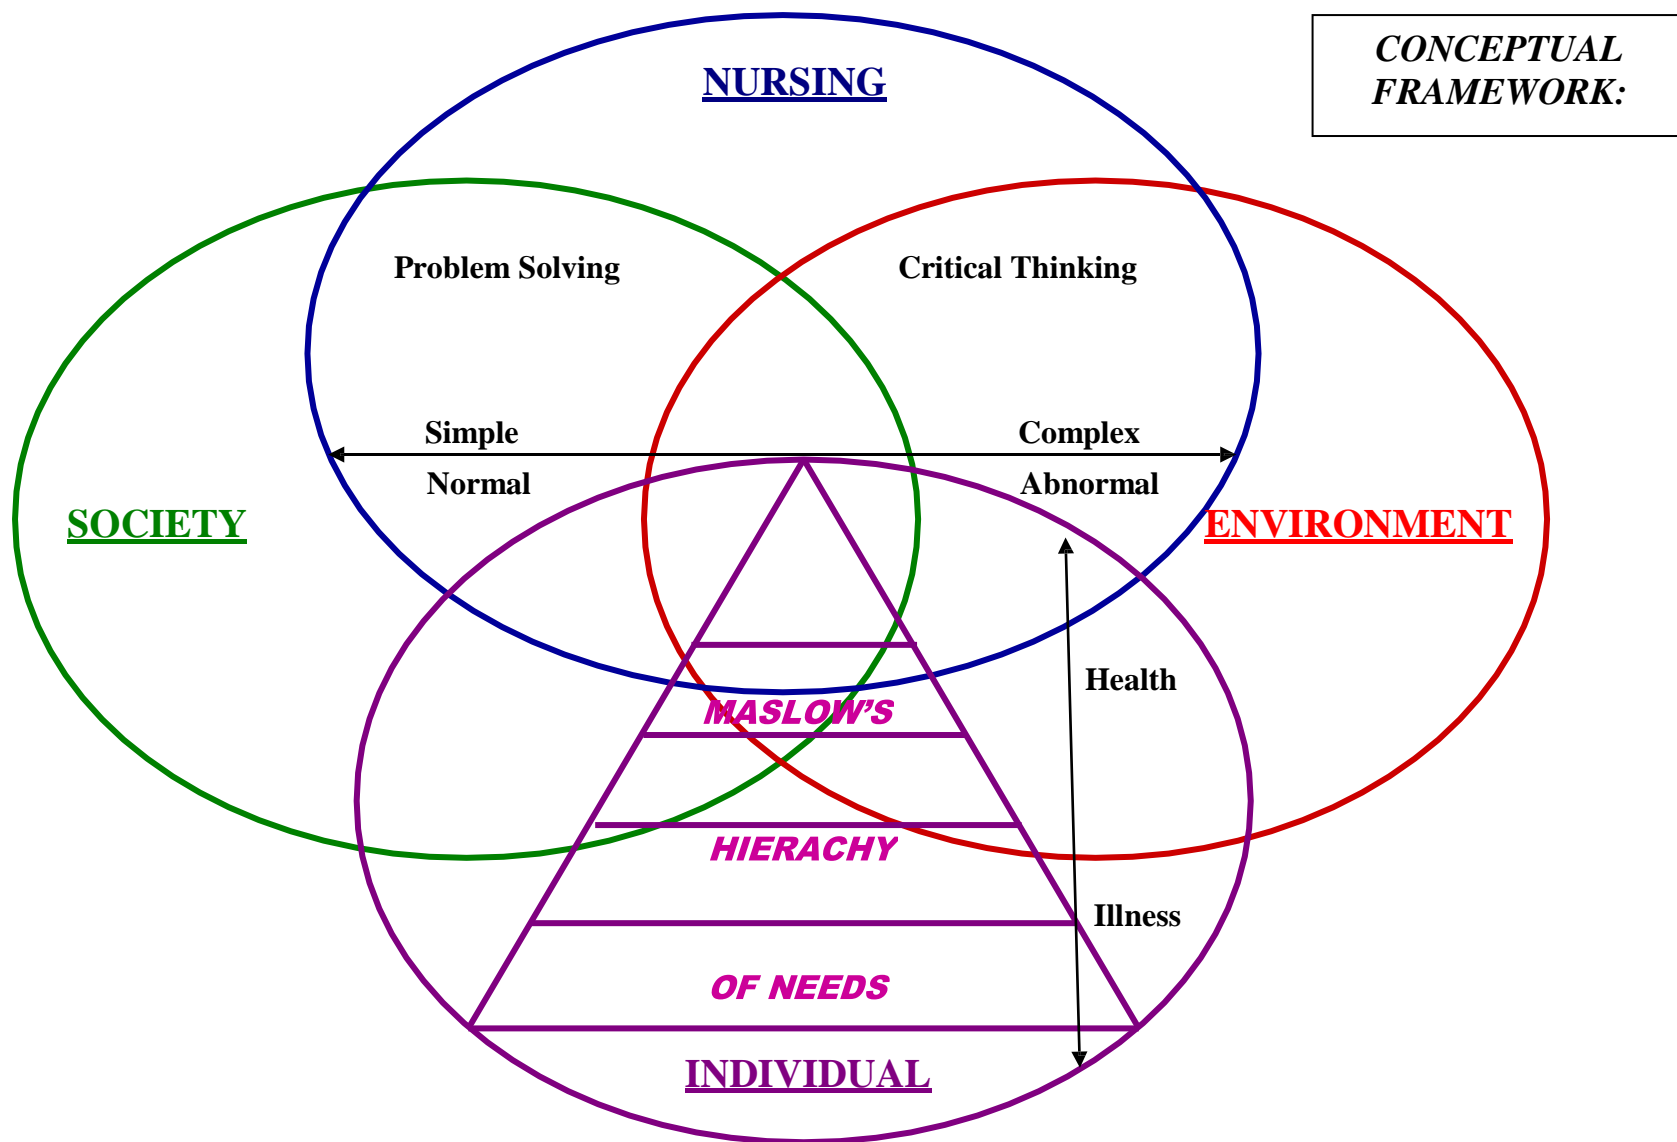 CONCEPTUAL
FRAMEWORK:
NURSING
Problem Solving
Critical Thinking
Simple
Complex
Normal
Abnormal
SOCIETY
ENVIRONMENT
Health
MASLOW’S
HIERACHY
Illness
OF NEEDS
INDIVIDUAL